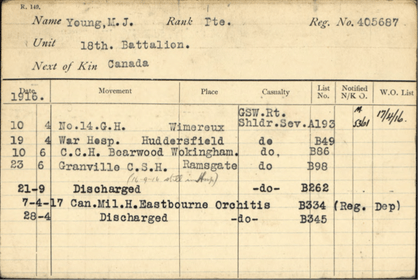 R. 149.
Name Young, M. J. Rank Pte. Reg. No. 405687
Unit 18th. Battalion.
Next of Kin Canada
Date Movement Place Casualty List No. Notified N/K O. W.O. List
1916.
GSW.Rt.
10 4 No.14.G.H. Wimereux Shldr.Sev. A193 17/4/16.
19 4 War Hosp. Huddersfield do B49
10 6 C.C.H. Bearwood Wokingham. do. B86
23 6 Granville C.S.H. Ramsgate do B98
21-9 Discharged -do- B262
7-4-17 Can.Mil.H.Eastbourne Orchitis B334 (Reg. Dep)
28-4 Discharged -do- B345